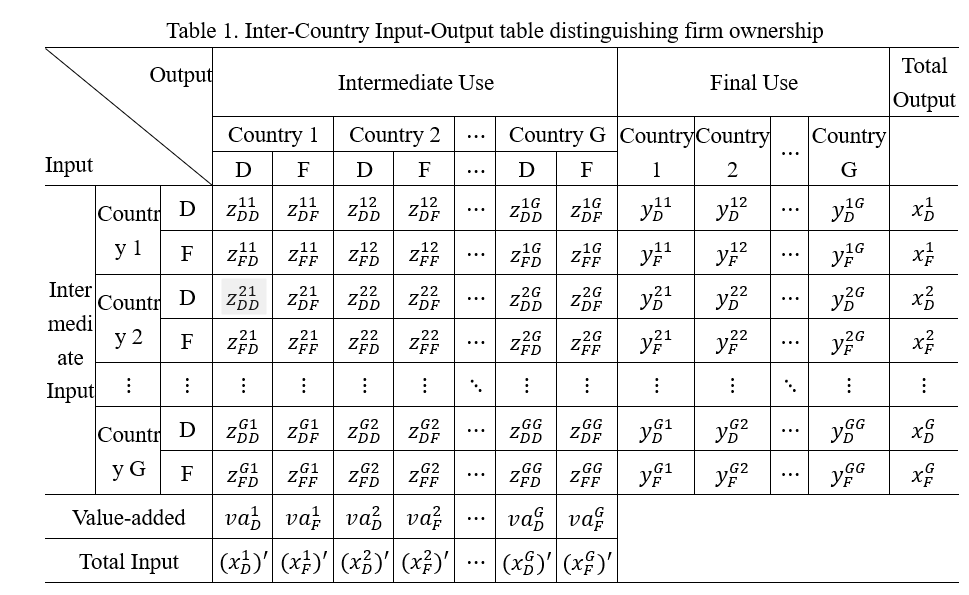 Table 1. Inter-Country Input-Output table distinguishing firm ownership
Output
Input
Intermediate Use
Final Use
Total
Output
Country 1 Country 2 ⋯ Country G Country Country ⋯ Country
1 2 G
D F D F ⋯ D F
Inter
medi
ate
Input
Countr
y 1
D z_{DD}^{11} z_{DF}^{11} z_{DD}^{12} z_{DF}^{12} ⋯ z_{DD}^{1G} z_{DF}^{1G} y_{D}^{11} y_{D}^{12} ⋯ y_{D}^{1G} x_{D}^{1}
F z_{FD}^{11} z_{FF}^{11} z_{FD}^{12} z_{FF}^{12} ⋯ z_{FD}^{1G} z_{FF}^{1G} y_{F}^{11} y_{F}^{12} ⋯ y_{F}^{1G} x_{F}^{1}
Countr
y 2
D z_{DD}^{21} z_{DF}^{21} z_{DD}^{22} z_{DF}^{22} ⋯ z_{DD}^{2G} z_{DF}^{2G} y_{D}^{21} y_{D}^{22} ⋯ y_{D}^{2G} x_{D}^{2}
F z_{FD}^{21} z_{FF}^{21} z_{FD}^{22} z_{FF}^{22} ⋯ z_{FD}^{2G} z_{FF}^{2G} y_{F}^{21} y_{F}^{22} ⋯ y_{F}^{2G} x_{F}^{2}
⋮ ⋮ ⋮ ⋮ ⋮ ⋮ ⋱ ⋮ ⋮ ⋮ ⋮ ⋱ ⋮ ⋮
Countr
y G
D z_{DD}^{G1} z_{DF}^{G1} z_{DD}^{G2} z_{DF}^{G2} ⋯ z_{DD}^{GG} z_{DF}^{GG} y_{D}^{G1} y_{D}^{G2} ⋯ y_{D}^{GG} x_{D}^{G}
F z_{FD}^{G1} z_{FF}^{G1} z_{FD}^{G2} z_{FF}^{G2} ⋯ z_{FD}^{GG} z_{FF}^{GG} y_{F}^{G1} y_{F}^{G2} ⋯ y_{F}^{GG} x_{F}^{G}
Value-added va_{D}^{1} va_{F}^{1} va_{D}^{2} va_{F}^{2} ⋯ va_{D}^{G} va_{F}^{G}
Total Input (x_{D}^{1})′ (x_{F}^{1})′ (x_{D}^{2})′ (x_{F}^{2})′ ⋯ (x_{D}^{G})′ (x_{F}^{G})′